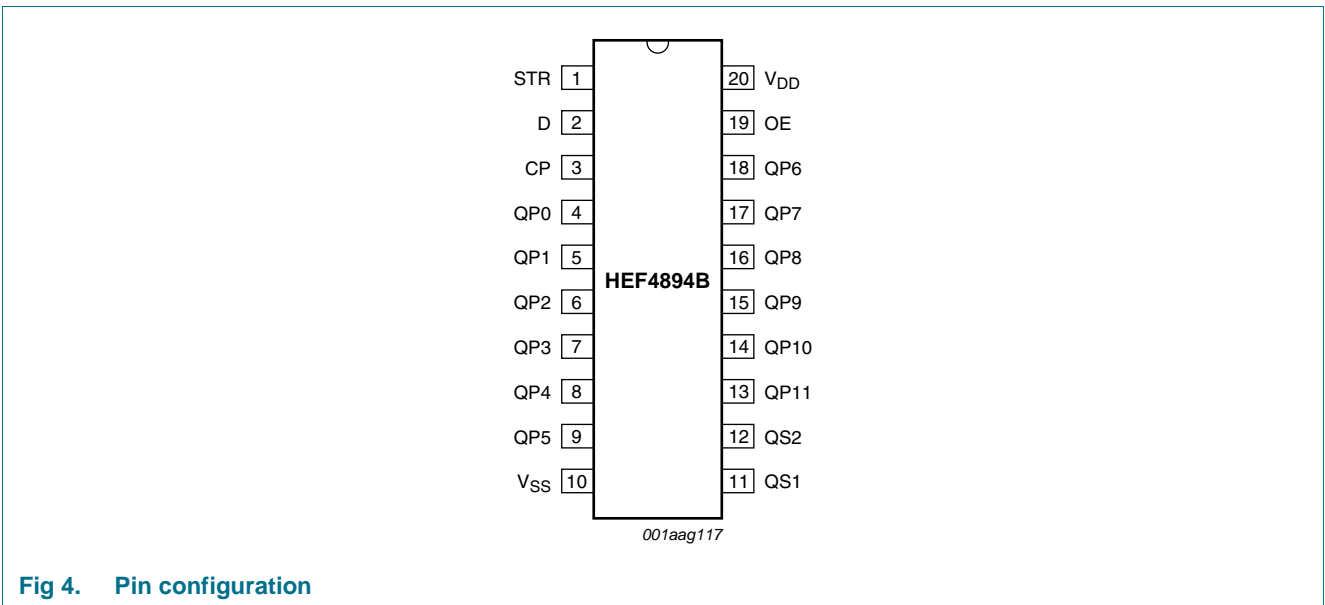 STR 1 20 VDD
D 2 19 OE
CP 3 18 QP6
QP0 4 17 QP7
QP1 5 16 QP8
HEF4894B
QP2 6 15 QP9
QP3 7 14 QP10
QP4 8 13 QP11
QP5 9 12 QS2
VSS 10 11 QS1
001aag117
Fig 4. Pin configuration